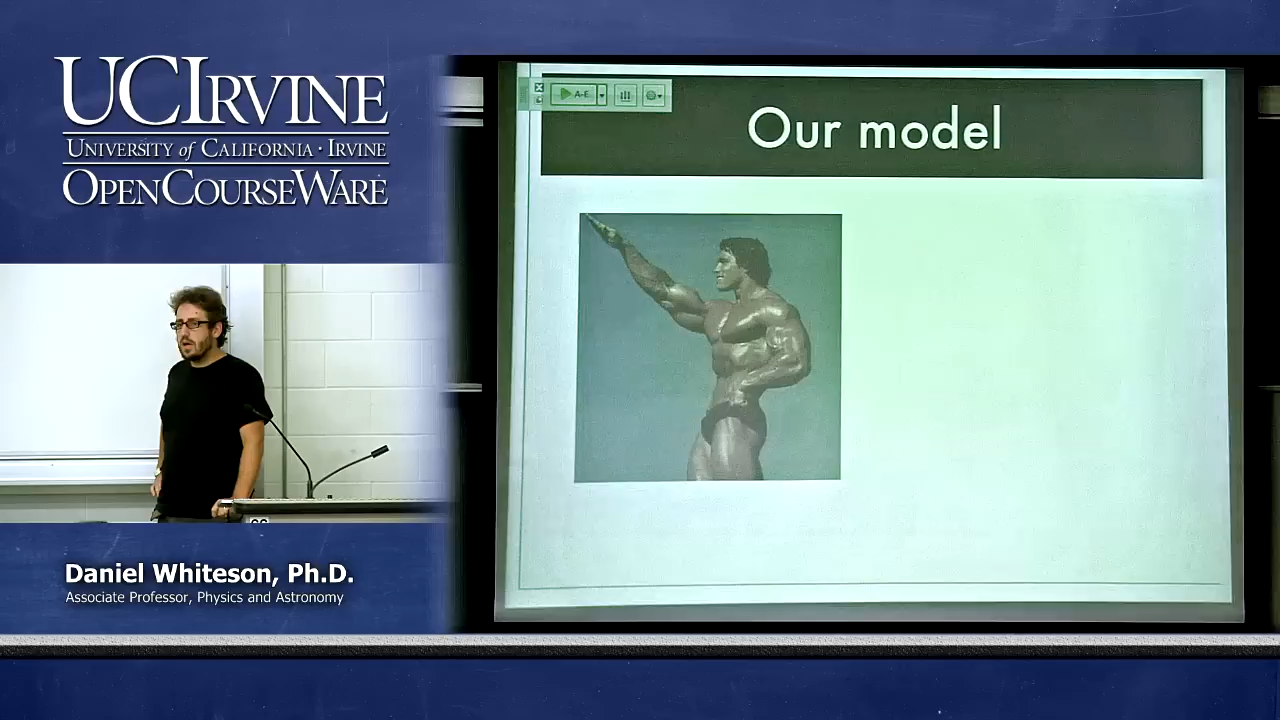 UCIRVINE
UNIVERSITY of CALIFORNIA · IRVINE
OPENCOURSEWARE
A-E
Our model
Daniel Whiteson, Ph.D.
Associate Professor, Physics and Astronomy